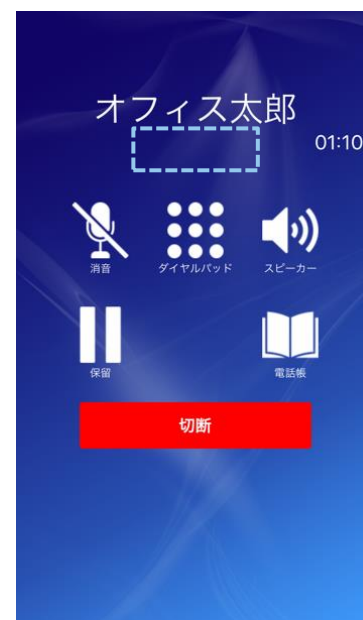 オフィス太郎
01:10
消音
ダイヤルパッド
スピーカー
保留
電話帳
切断